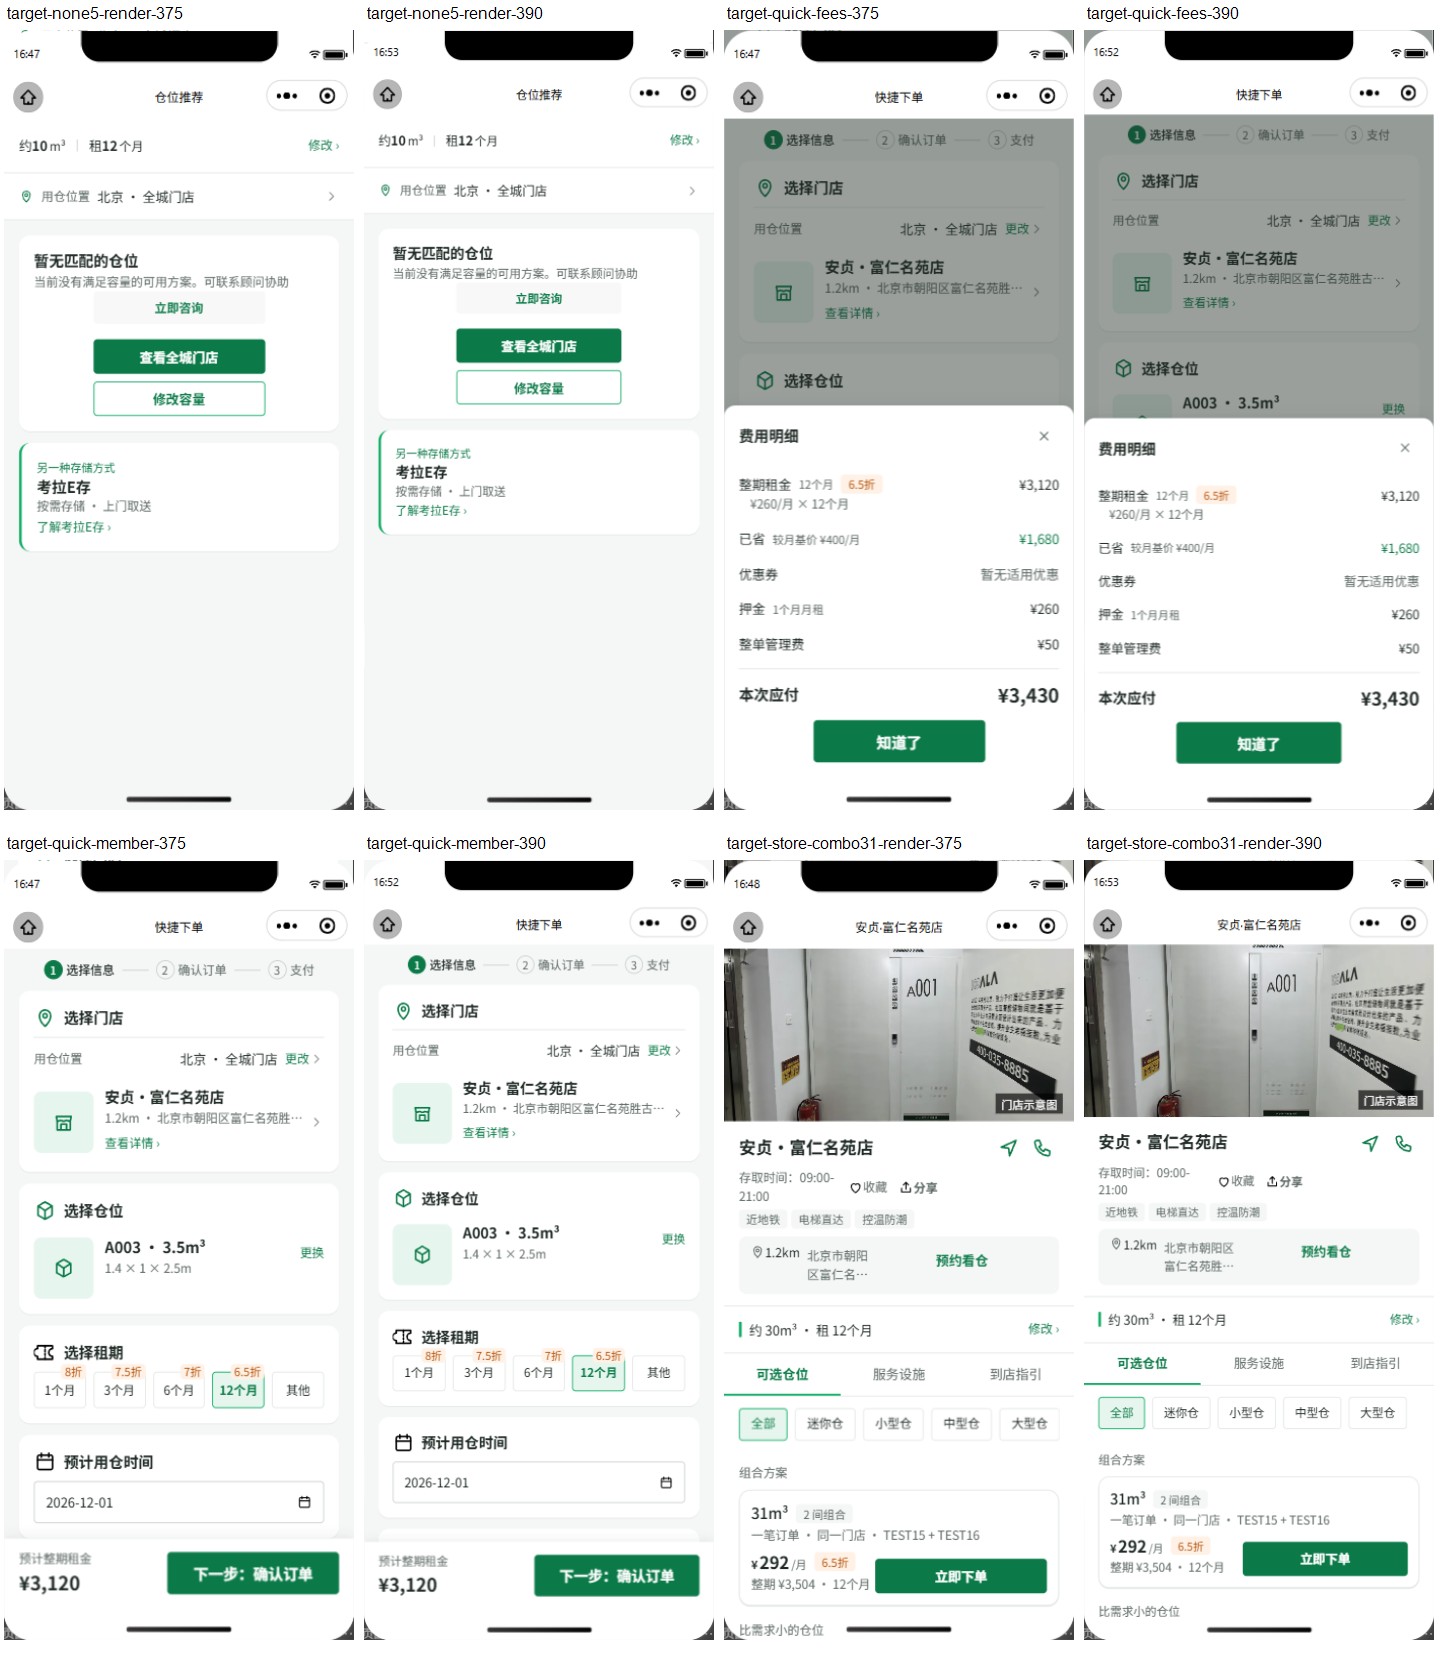 target-none5-render-375
16:47
仓位推荐
约10m³ 租12个月 修改 ›
用仓位置 北京 · 全城门店
暂无匹配的仓位
当前没有满足容量的可用方案。可联系顾问协助
立即咨询
查看全城门店
修改容量
另一种存储方式
考拉E存
按需存储 · 上门取送
了解考拉E存 ›
target-none5-render-390
16:53
仓位推荐
约10m³ 租12个月 修改 ›
用仓位置 北京 · 全城门店
暂无匹配的仓位
当前没有满足容量的可用方案。可联系顾问协助
立即咨询
查看全城门店
修改容量
另一种存储方式
考拉E存
按需存储 · 上门取送
了解考拉E存 ›
target-quick-fees-375
16:47
快捷下单
1 选择信息 2 确认订单 3 支付
选择门店
用仓位置 北京 · 全城门店 更改
安贞 · 富仁名苑店
1.2km · 北京市朝阳区富仁名苑胜…
查看详情 ›
选择仓位
费用明细 ×
整期租金 12个月 6.5折 ¥3,120
¥260/月 × 12个月
已省 较月基价 ¥400/月 ¥1,680
优惠券 暂无适用优惠
押金 1个月月租 ¥260
整单管理费 ¥50
本次应付 ¥3,430
知道了
target-quick-fees-390
16:52
快捷下单
1 选择信息 2 确认订单 3 支付
选择门店
用仓位置 北京 · 全城门店 更改
安贞 · 富仁名苑店
1.2km · 北京市朝阳区富仁名苑胜古…
查看详情 ›
选择仓位
A003 · 3.5m³
更换
费用明细 ×
整期租金 12个月 6.5折 ¥3,120
¥260/月 × 12个月
已省 较月基价 ¥400/月 ¥1,680
优惠券 暂无适用优惠
押金 1个月月租 ¥260
整单管理费 ¥50
本次应付 ¥3,430
知道了
target-quick-member-375
16:47
快捷下单
1 选择信息 2 确认订单 3 支付
选择门店
用仓位置 北京 · 全城门店 更改
安贞 · 富仁名苑店
1.2km · 北京市朝阳区富仁名苑胜…
查看详情 ›
选择仓位
A003 · 3.5m³
更换
1.4 × 1 × 2.5m
选择租期
8折 7.5折 7折 6.5折
1个月 3个月 6个月 12个月 其他
预计用仓时间
2026-12-01
预计整期租金
¥3,120
下一步：确认订单
target-quick-member-390
16:52
快捷下单
1 选择信息 2 确认订单 3 支付
选择门店
用仓位置 北京 · 全城门店 更改
安贞 · 富仁名苑店
1.2km · 北京市朝阳区富仁名苑胜古…
查看详情 ›
选择仓位
A003 · 3.5m³
更换
1.4 × 1 × 2.5m
选择租期
8折 7.5折 7折 6.5折
1个月 3个月 6个月 12个月 其他
预计用仓时间
2026-12-01
预计整期租金
¥3,120
下一步：确认订单
target-store-combo31-render-375
16:48
安贞·富仁名苑店
A001
400-035-8885
门店示意图
安贞 · 富仁名苑店
存取时间：09:00-
21:00
收藏 分享
近地铁 电梯直达 控温防潮
1.2km 北京市朝阳
区富仁名…
预约看仓
约 30m³ · 租 12个月 修改 ›
可选仓位 服务设施 到店指引
全部 迷你仓 小型仓 中型仓 大型仓
组合方案
31m³ 2 间组合
一笔订单 · 同一门店 · TEST15 + TEST16
¥292/月 6.5折
整期 ¥3,504 · 12个月
立即下单
比需求小的仓位
target-store-combo31-render-390
16:53
安贞·富仁名苑店
A001
400-035-8885
门店示意图
安贞 · 富仁名苑店
存取时间：09:00-
21:00
收藏 分享
近地铁 电梯直达 控温防潮
1.2km 北京市朝阳区
富仁名苑胜…
预约看仓
约 30m³ · 租 12个月 修改 ›
可选仓位 服务设施 到店指引
全部 迷你仓 小型仓 中型仓 大型仓
组合方案
31m³ 2 间组合
一笔订单 · 同一门店 · TEST15 + TEST16
¥292/月 6.5折
整期 ¥3,504 · 12个月
立即下单
比需求小的仓位